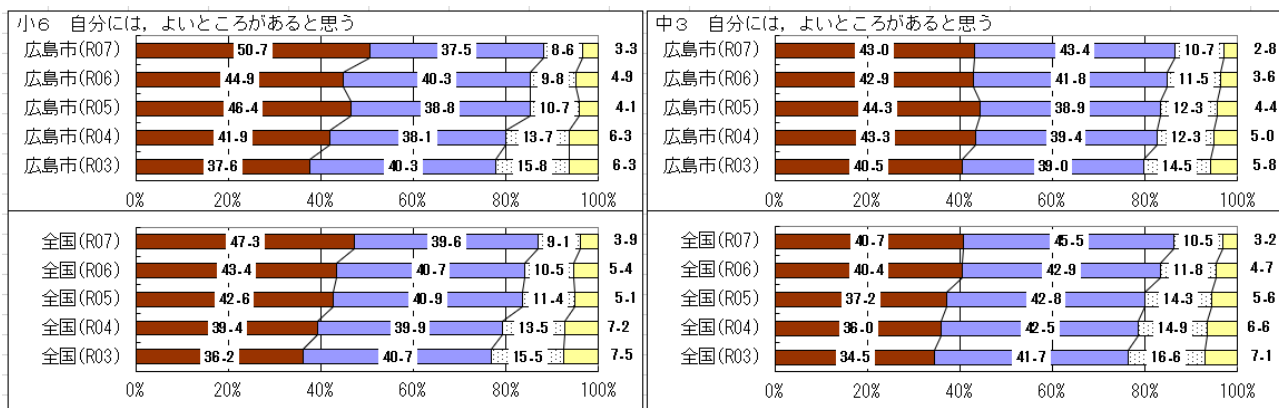 小６　自分には，よいところがあると思う
広島市(R07) 50.7 37.5 8.6 3.3
広島市(R06) 44.9 40.3 9.8 4.9
広島市(R05) 46.4 38.8 10.7 4.1
広島市(R04) 41.9 38.1 13.7 6.3
広島市(R03) 37.6 40.3 15.8 6.3
0% 20% 40% 60% 80% 100%
全国(R07) 47.3 39.6 9.1 3.9
全国(R06) 43.4 40.7 10.5 5.4
全国(R05) 42.6 40.9 11.4 5.1
全国(R04) 39.4 39.9 13.5 7.2
全国(R03) 36.2 40.7 15.5 7.5
0% 20% 40% 60% 80% 100%
中３　自分には，よいところがあると思う
広島市(R07) 43.0 43.4 10.7 2.8
広島市(R06) 42.9 41.8 11.5 3.6
広島市(R05) 44.3 38.9 12.3 4.4
広島市(R04) 43.3 39.4 12.3 5.0
広島市(R03) 40.5 39.0 14.5 5.8
0% 20% 40% 60% 80% 100%
全国(R07) 40.7 45.5 10.5 3.2
全国(R06) 40.4 42.9 11.8 4.7
全国(R05) 37.2 42.8 14.3 5.6
全国(R04) 36.0 42.5 14.9 6.6
全国(R03) 34.5 41.7 16.6 7.1
0% 20% 40% 60% 80% 100%